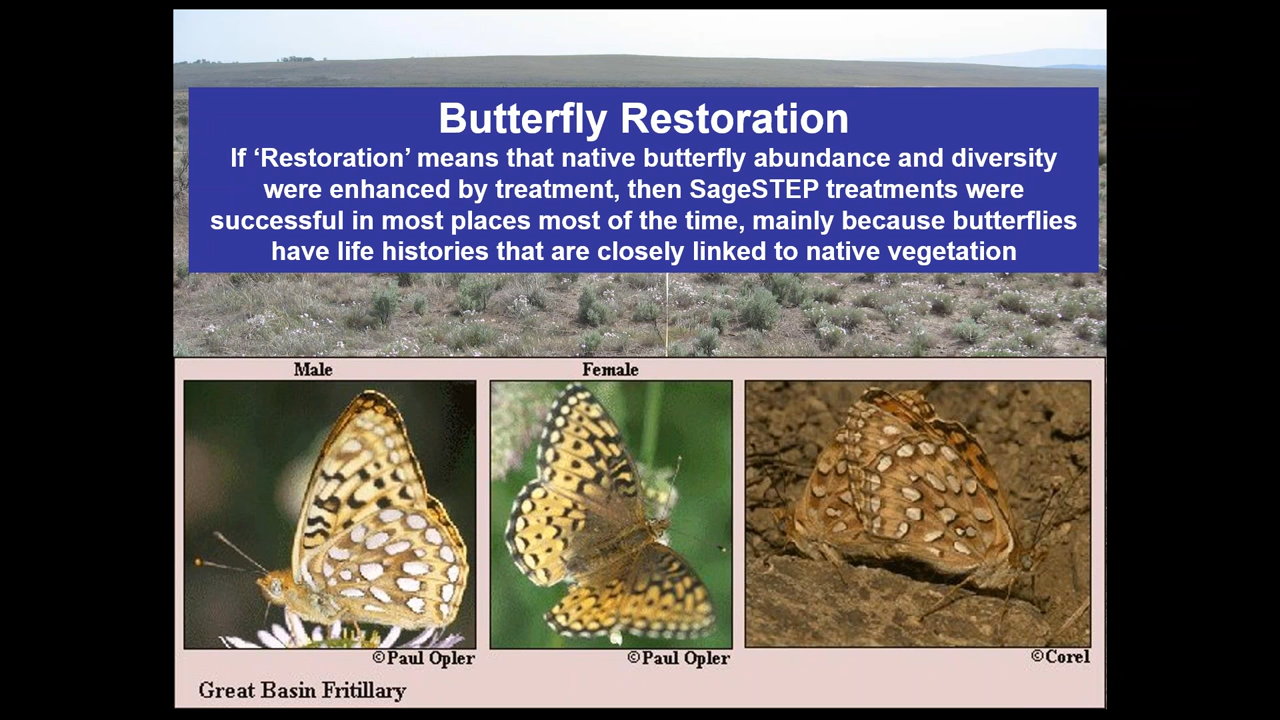 Butterfly Restoration
If ‘Restoration’ means that native butterfly abundance and diversity
were enhanced by treatment, then SageSTEP treatments were
successful in most places most of the time, mainly because butterflies
have life histories that are closely linked to native vegetation
Male
Female
©Paul Opler
©Paul Opler
©Corel
Great Basin Fritillary